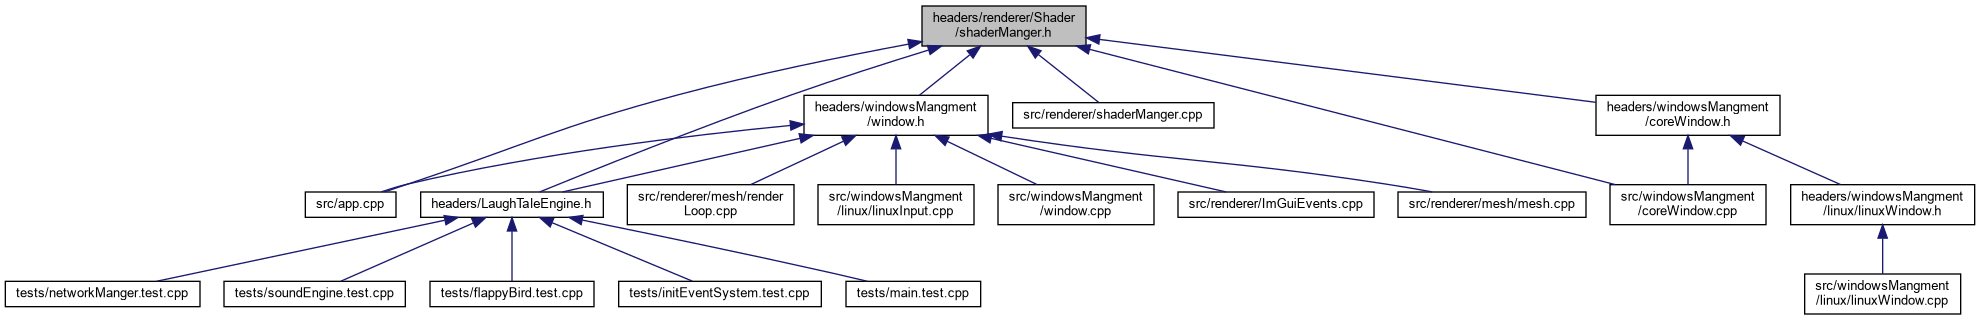 headers/renderer/Shader
/shaderManger.h
headers/windowsMangment
/window.h
src/renderer/shaderManger.cpp
headers/windowsMangment
/coreWindow.h
src/app.cpp
headers/LaughTaleEngine.h
src/renderer/mesh/render
Loop.cpp
src/windowsMangment
/linux/linuxInput.cpp
src/windowsMangment
/window.cpp
src/renderer/ImGuiEvents.cpp
src/renderer/mesh/mesh.cpp
src/windowsMangment
/coreWindow.cpp
headers/windowsMangment
/linux/linuxWindow.h
tests/networkManger.test.cpp
tests/soundEngine.test.cpp
tests/flappyBird.test.cpp
tests/initEventSystem.test.cpp
tests/main.test.cpp
src/windowsMangment
/linux/linuxWindow.cpp